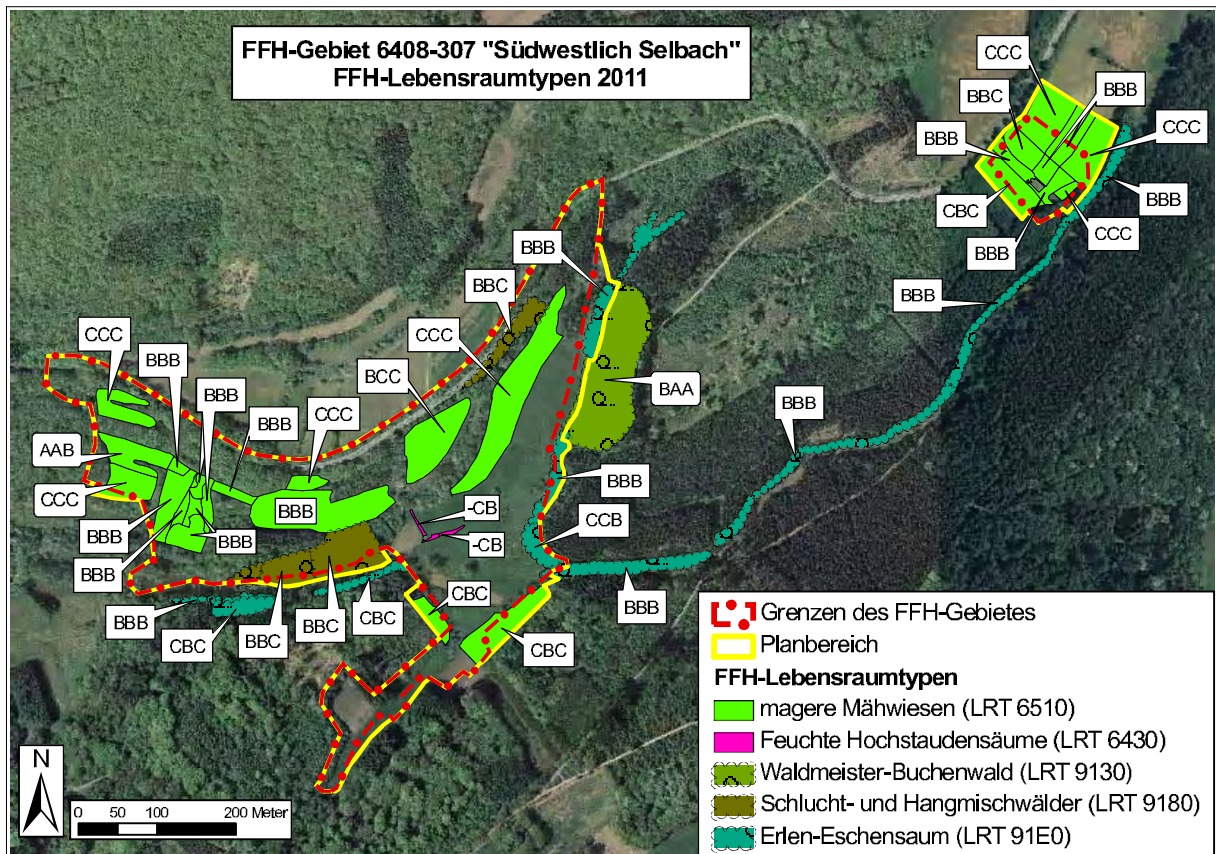 FFH-Gebiet 6408-307 "Südwestlich Selbach"
FFH-Lebensraumtypen 2011
CCC
BBC
BBB
BBB
CCC
CBC
BBB
BBB
CCC
BBB
BBB
BBC
CCC
BCC
BAA
CCC
BBB
BBB
BBB
CCC
AAB
CCC
BBB
BBB
BBB
BBB
-CB
-CB
BBB
CCB
BBB
BBB
BBB
CBC
BBC
BBC
CBC
CBC
CBC
N
0 50 100 200 Meter
Grenzen des FFH-Gebietes
Planbereich
FFH-Lebensraumtypen
magere Mähwiesen (LRT 6510)
Feuchte Hochstaudensäume (LRT 6430)
Waldmeister-Buchenwald (LRT 9130)
Schlucht- und Hangmischwälder (LRT 9180)
Erlen-Eschensaum (LRT 91E0)